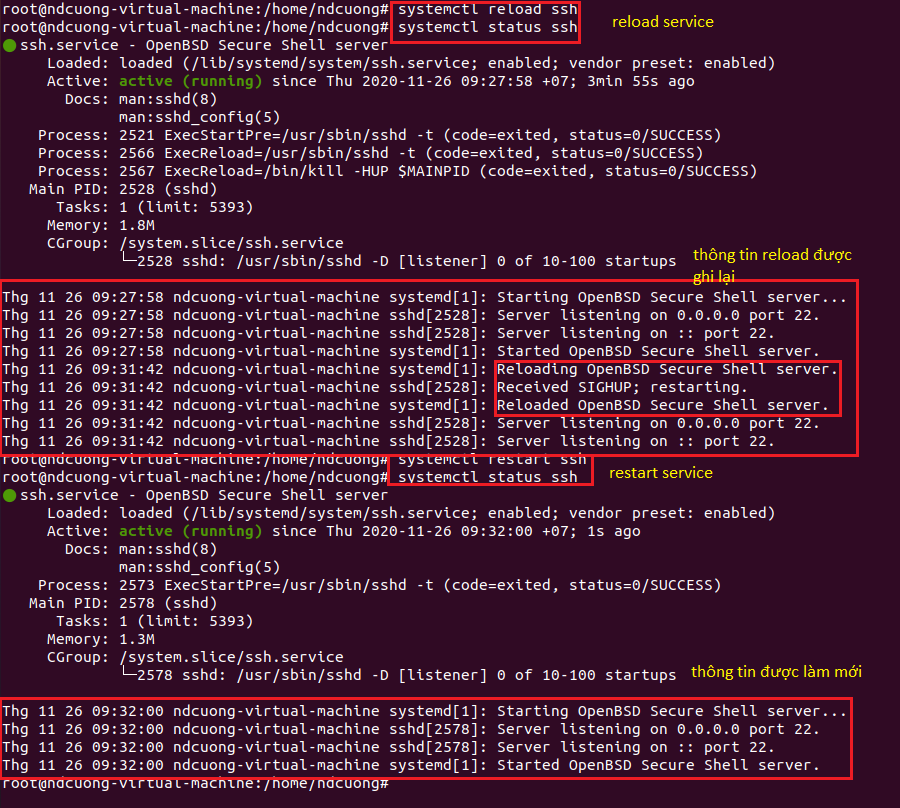 root@ndcuong-virtual-machine:/home/ndcuong# systemctl reload ssh
reload service
root@ndcuong-virtual-machine:/home/ndcuong# systemctl status ssh
ssh.service - OpenBSD Secure Shell server
Loaded: loaded (/lib/systemd/system/ssh.service; enabled; vendor preset: enabled)
Active: active (running) since Thu 2020-11-26 09:27:58 +07; 3min 55s ago
Docs: man:sshd(8)
man:sshd_config(5)
Process: 2521 ExecStartPre=/usr/sbin/sshd -t (code=exited, status=0/SUCCESS)
Process: 2566 ExecReload=/usr/sbin/sshd -t (code=exited, status=0/SUCCESS)
Process: 2567 ExecReload=/bin/kill -HUP $MAINPID (code=exited, status=0/SUCCESS)
Main PID: 2528 (sshd)
Tasks: 1 (limit: 5393)
Memory: 1.8M
CGroup: /system.slice/ssh.service
└─2528 sshd: /usr/sbin/sshd -D [listener] 0 of 10-100 startups
thông tin reload được
ghi lại
Thg 11 26 09:27:58 ndcuong-virtual-machine systemd[1]: Starting OpenBSD Secure Shell server...
Thg 11 26 09:27:58 ndcuong-virtual-machine sshd[2528]: Server listening on 0.0.0.0 port 22.
Thg 11 26 09:27:58 ndcuong-virtual-machine sshd[2528]: Server listening on :: port 22.
Thg 11 26 09:27:58 ndcuong-virtual-machine systemd[1]: Started OpenBSD Secure Shell server.
Thg 11 26 09:31:42 ndcuong-virtual-machine systemd[1]: Reloading OpenBSD Secure Shell server.
Thg 11 26 09:31:42 ndcuong-virtual-machine sshd[2528]: Received SIGHUP; restarting.
Thg 11 26 09:31:42 ndcuong-virtual-machine systemd[1]: Reloaded OpenBSD Secure Shell server.
Thg 11 26 09:31:42 ndcuong-virtual-machine sshd[2528]: Server listening on 0.0.0.0 port 22.
Thg 11 26 09:31:42 ndcuong-virtual-machine sshd[2528]: Server listening on :: port 22.
root@ndcuong-virtual-machine:/home/ndcuong# systemctl restart ssh
root@ndcuong-virtual-machine:/home/ndcuong# systemctl status ssh
restart service
ssh.service - OpenBSD Secure Shell server
Loaded: loaded (/lib/systemd/system/ssh.service; enabled; vendor preset: enabled)
Active: active (running) since Thu 2020-11-26 09:32:00 +07; 1s ago
Docs: man:sshd(8)
man:sshd_config(5)
Process: 2573 ExecStartPre=/usr/sbin/sshd -t (code=exited, status=0/SUCCESS)
Main PID: 2578 (sshd)
Tasks: 1 (limit: 5393)
Memory: 1.3M
CGroup: /system.slice/ssh.service
└─2578 sshd: /usr/sbin/sshd -D [listener] 0 of 10-100 startups
thông tin được làm mới
Thg 11 26 09:32:00 ndcuong-virtual-machine systemd[1]: Starting OpenBSD Secure Shell server...
Thg 11 26 09:32:00 ndcuong-virtual-machine sshd[2578]: Server listening on 0.0.0.0 port 22.
Thg 11 26 09:32:00 ndcuong-virtual-machine sshd[2578]: Server listening on :: port 22.
Thg 11 26 09:32:00 ndcuong-virtual-machine systemd[1]: Started OpenBSD Secure Shell server.
root@ndcuong-virtual-machine:/home/ndcuong#